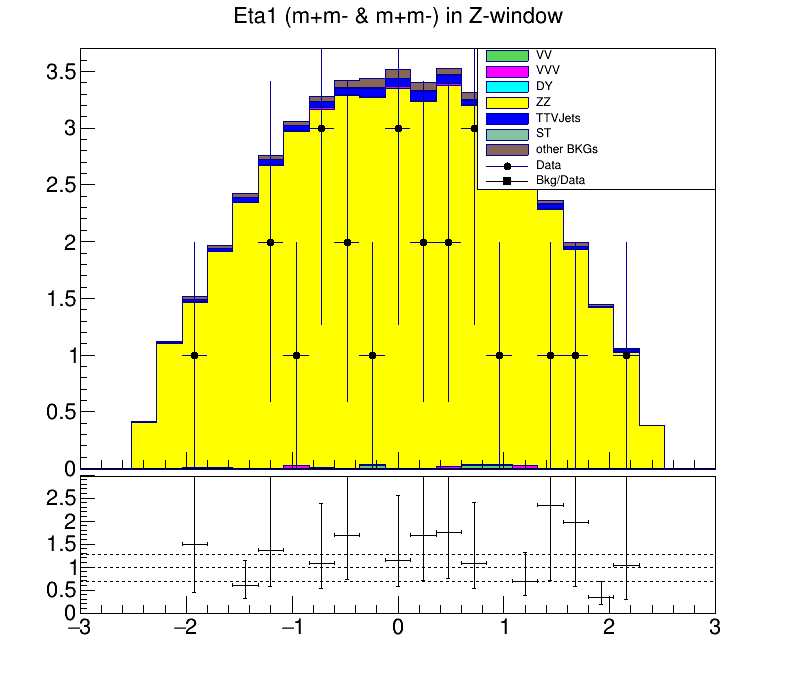 Eta1 (m+m- & m+m-) in Z-window
3.5
3
2.5
2
1.5
1
0.5
0
VV
VVV
DY
ZZ
TTVJets
ST
other BKGs
Data
Bkg/Data
2.5
2
1.5
1
0.5
0
−3 −2 −1 0 1 2 3